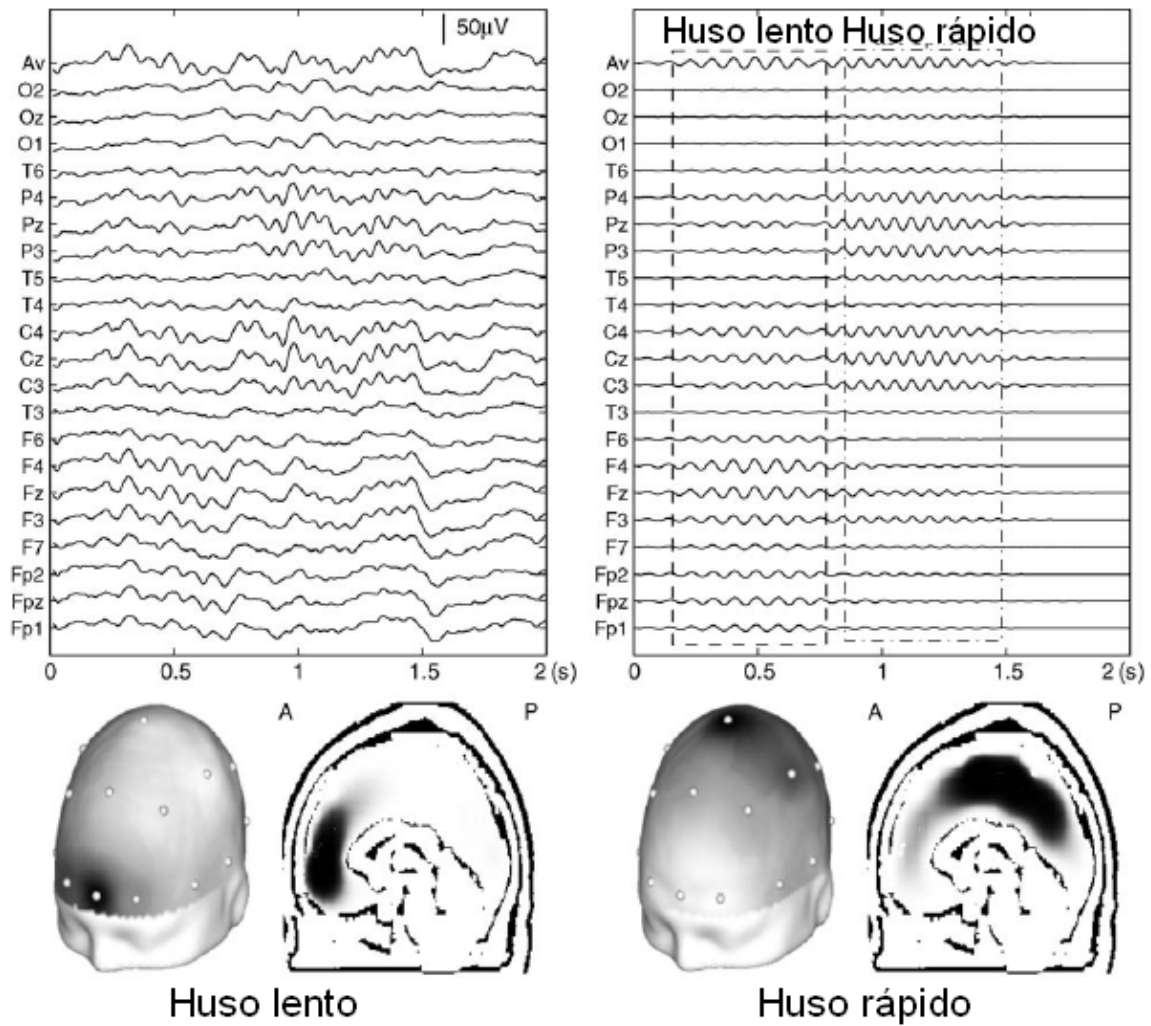 50µV
Av
O2
Oz
O1
T6
P4
Pz
P3
T5
T4
C4
Cz
C3
T3
F6
F4
Fz
F3
F7
Fp2
Fpz
Fp1
0 0.5 1 1.5 2 (s)
Huso lento Huso rápido
Av
O2
Oz
O1
T6
P4
Pz
P3
T5
T4
C4
Cz
C3
T3
F6
F4
Fz
F3
F7
Fp2
Fpz
Fp1
0 0.5 1 1.5 2 (s)
A P
A P
Huso lento
Huso rápido